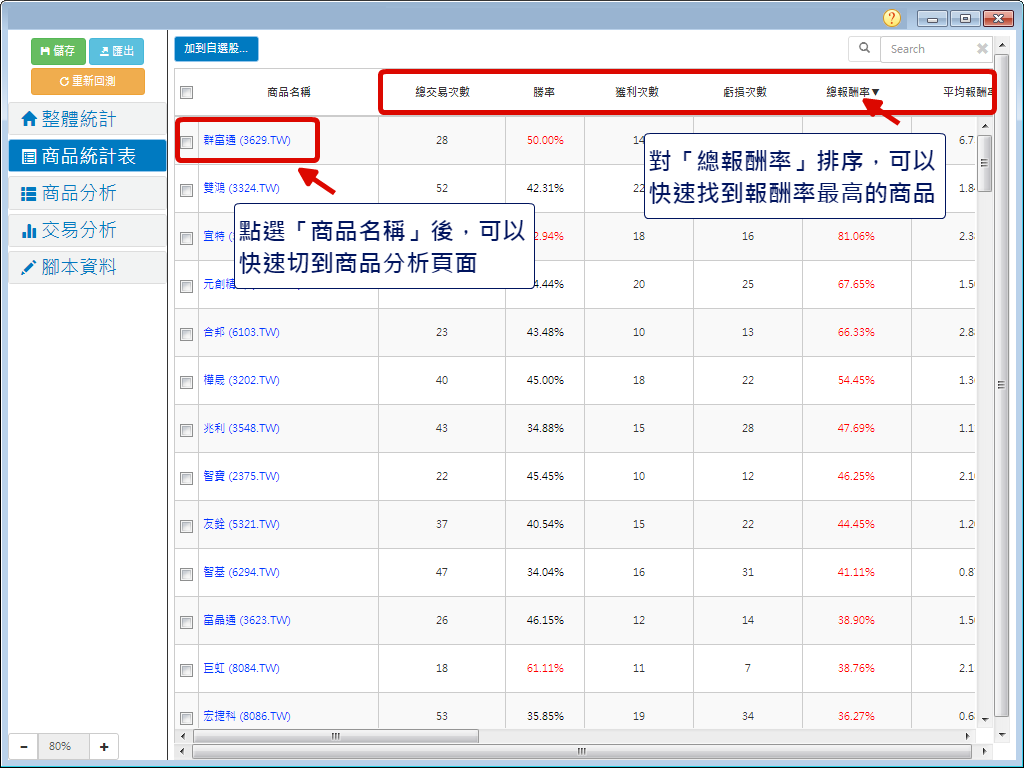 ?
儲存 匯出
重新回測
整體統計
商品統計表
商品分析
交易分析
腳本資料
80%
加到自選股...
Search
商品名稱 總交易次數 勝率 獲利次數 虧損次數 總報酬率▼ 平均報酬率
群富通 (3629.TW) 28 50.00% 14 6.7
對「總報酬率」排序，可以
快速找到報酬率最高的商品
雙鴻 (3324.TW) 52 42.31% 22 1.8
點選「商品名稱」後，可以
快速切到商品分析頁面
宜特 2.94% 18 16 81.06% 2.3
元創精 4.44% 20 25 67.65% 1.5
合邦 (6103.TW) 23 43.48% 10 13 66.33% 2.8
樺晟 (3202.TW) 40 45.00% 18 22 54.45% 1.3
兆利 (3548.TW) 43 34.88% 15 28 47.69% 1.1
智寶 (2375.TW) 22 45.45% 10 12 46.25% 2.1
友銓 (5321.TW) 37 40.54% 15 22 44.45% 1.2
智基 (6294.TW) 47 34.04% 16 31 41.11% 0.8
富晶通 (3623.TW) 26 46.15% 12 14 38.90% 1.5
巨虹 (8084.TW) 18 61.11% 11 7 38.76% 2.1
宏捷科 (8086.TW) 53 35.85% 19 34 36.27% 0.6